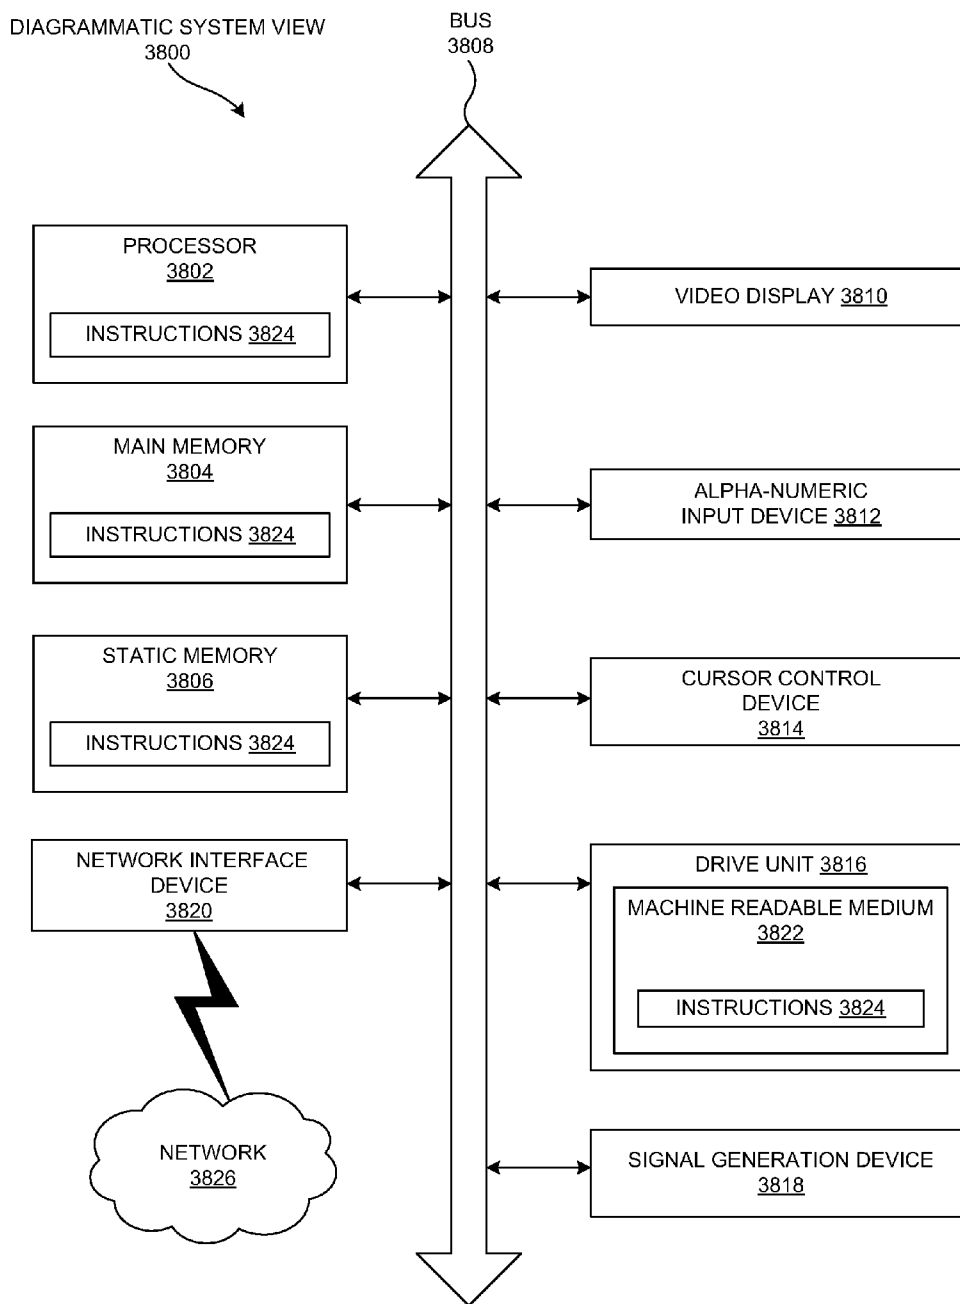 DIAGRAMMATIC SYSTEM VIEW
3800
BUS
3808
PROCESSOR
3802
INSTRUCTIONS 3824
MAIN MEMORY
3804
INSTRUCTIONS 3824
STATIC MEMORY
3806
INSTRUCTIONS 3824
NETWORK INTERFACE
DEVICE
3820
NETWORK
3826
VIDEO DISPLAY 3810
ALPHA-NUMERIC
INPUT DEVICE 3812
CURSOR CONTROL
DEVICE
3814
DRIVE UNIT 3816
MACHINE READABLE MEDIUM
3822
INSTRUCTIONS 3824
SIGNAL GENERATION DEVICE
3818